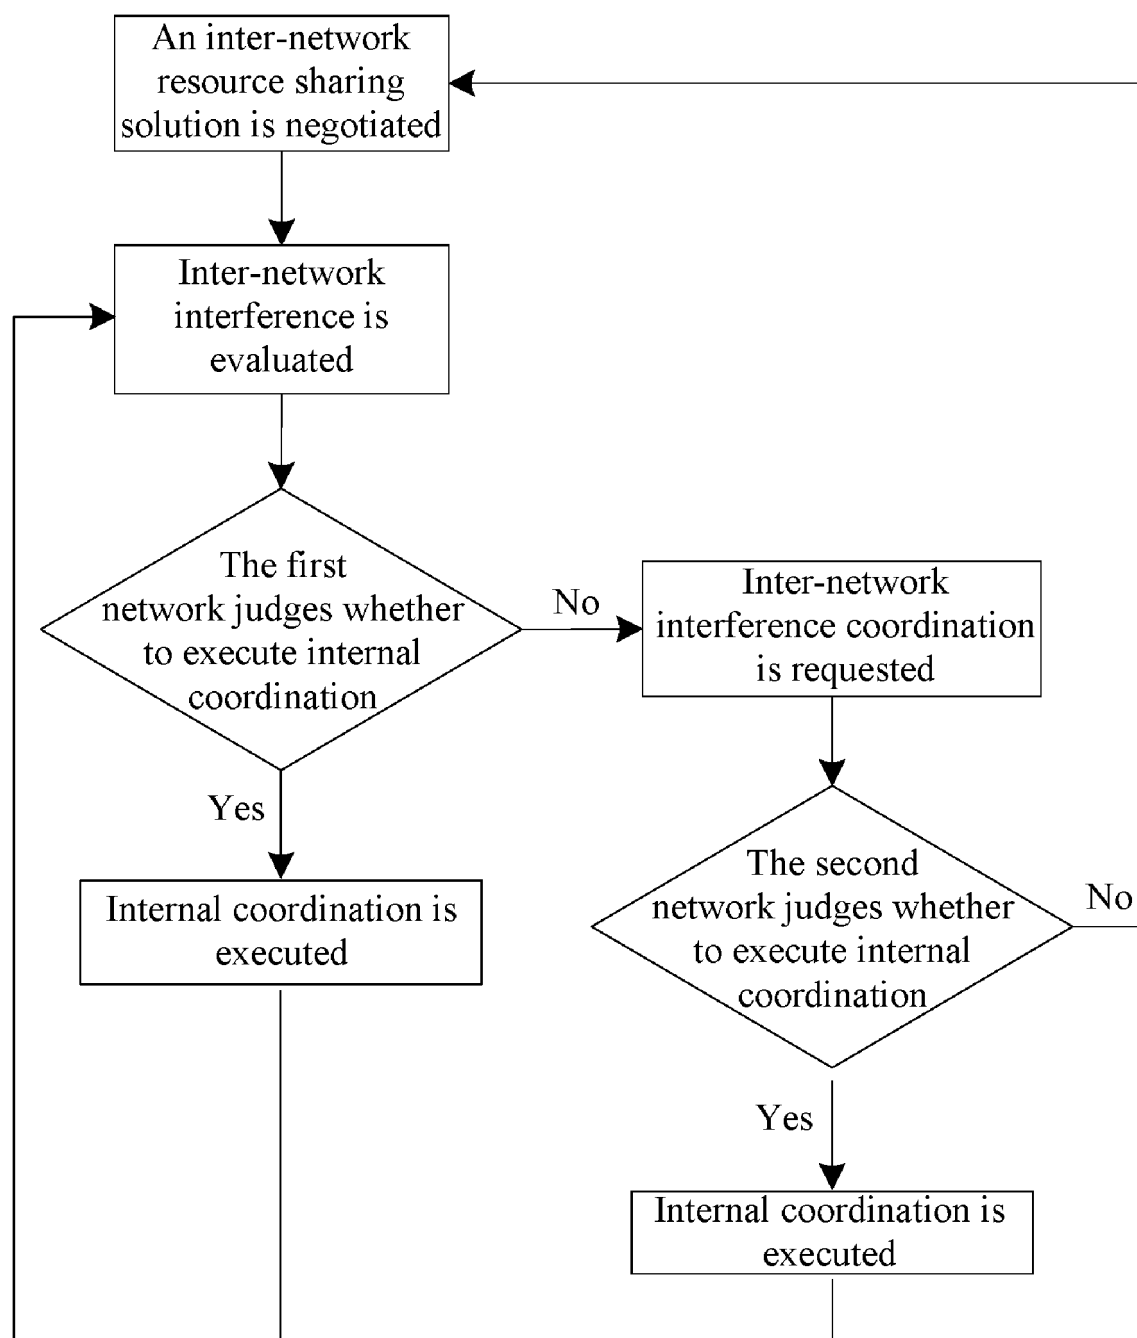 An inter-network
resource sharing
solution is negotiated
Inter-network
interference is
evaluated
The first
network judges whether
to execute internal
coordination
No
Inter-network
interference coordination
is requested
Yes
Internal coordination is
executed
The second
network judges whether
to execute internal
coordination
No
Yes
Internal coordination is
executed